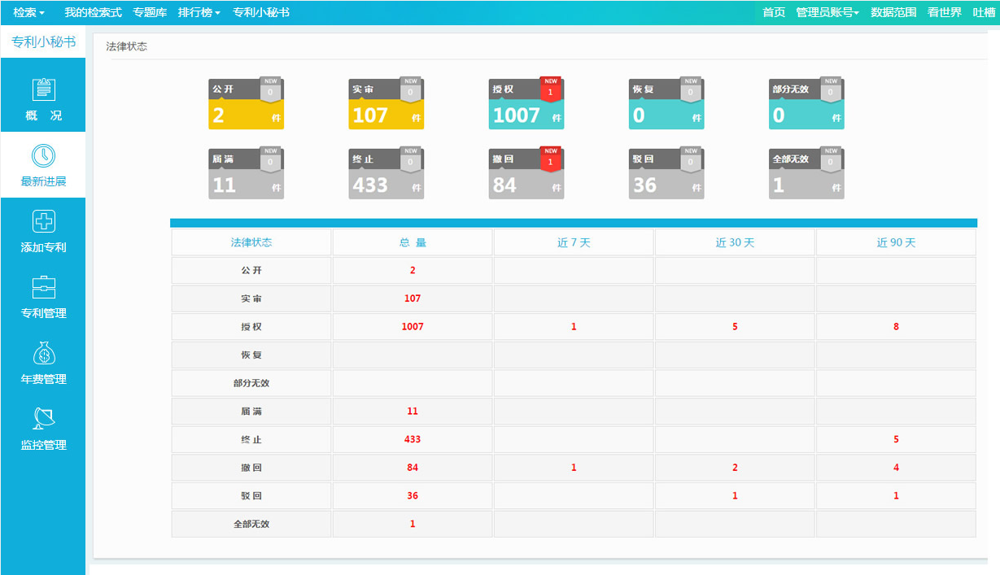 检索 我的检索式 专题库 排行榜 专利小秘书 首页 管理员账号 数据范围 看世界 吐槽
专利小秘书
概 况
最新进展
添加专利
专利管理
年费管理
监控管理
法律状态
公 开 NEW 0 2 件
实 审 NEW 0 107 件
授 权 NEW 1 1007 件
恢 复 NEW 0 0 件
部分无效 NEW 0 0 件
届 满 NEW 0 11 件
终 止 NEW 0 433 件
撤 回 NEW 1 84 件
驳 回 NEW 0 36 件
全部无效 NEW 0 1 件
法律状态 总 量 近 7 天 近 30 天 近 90 天
公 开 2
实 审 107
授 权 1007 1 5 8
恢 复
部分无效
届 满 11
终 止 433 5
撤 回 84 1 2 4
驳 回 36 1 1
全部无效 1